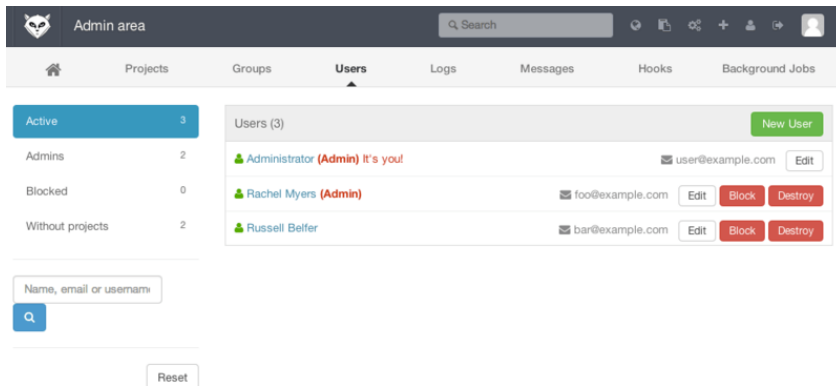 Admin area
Search
Projects Groups Users Logs Messages Hooks Background Jobs
Active 3
Admins 2
Blocked 0
Without projects 2
Name, email or usernam
Reset
Users (3) New User
Administrator (Admin) It's you! user@example.com Edit
Rachel Myers (Admin) foo@example.com Edit Block Destroy
Russell Belfer bar@example.com Edit Block Destroy